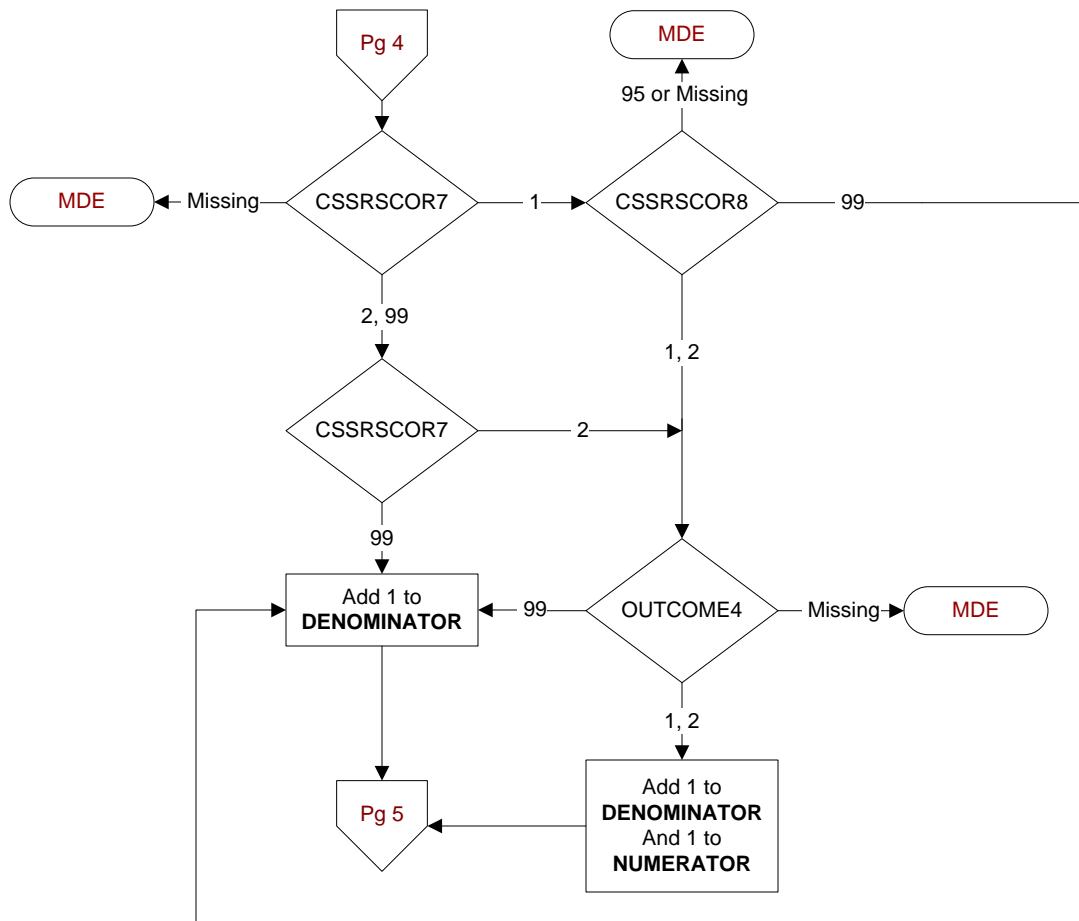 Pg 4
MDE
95 or Missing
MDE
Missing
CSSRSCOR7
1
CSSRSCOR8
99
2, 99
1, 2
CSSRSCOR7
2
99
Add 1 to
DENOMINATOR
99
OUTCOME4
Missing
MDE
1, 2
Pg 5
Add 1 to
DENOMINATOR
And 1 to
NUMERATOR